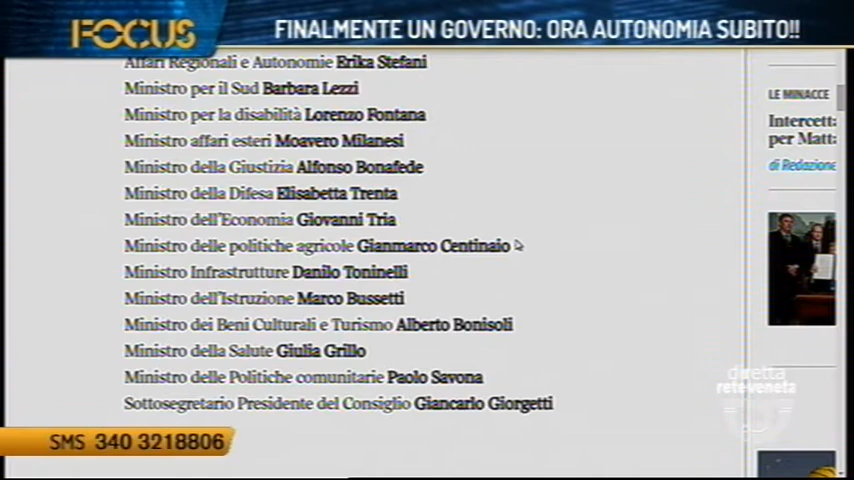 FOCUS
FINALMENTE UN GOVERNO: ORA AUTONOMIA SUBITO!!
Affari Regionali e Autonomie Erika Stefani
Ministro per il Sud Barbara Lezzi
Ministro per la disabilità Lorenzo Fontana
Ministro affari esteri Moavero Milanesi
Ministro della Giustizia Alfonso Bonafede
Ministro della Difesa Elisabetta Trenta
Ministro dell'Economia Giovanni Tria
Ministro delle politiche agricole Gianmarco Centinaio
Ministro Infrastrutture Danilo Toninelli
Ministro dell'Istruzione Marco Bussetti
Ministro dei Beni Culturali e Turismo Alberto Bonisoli
Ministro della Salute Giulia Grillo
Ministro delle Politiche comunitarie Paolo Savona
Sottosegretario Presidente del Consiglio Giancarlo Giorgetti
LE MINACCE
Intercetta
per Matt
di Redazione
diretta
reteveneta
SMS 340 3218806